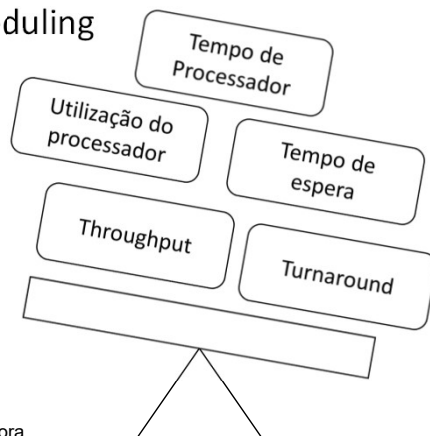 duling
Tempo de
Processador
Utilização do
processador
Tempo de
espera
Throughput
Turnaround
ora